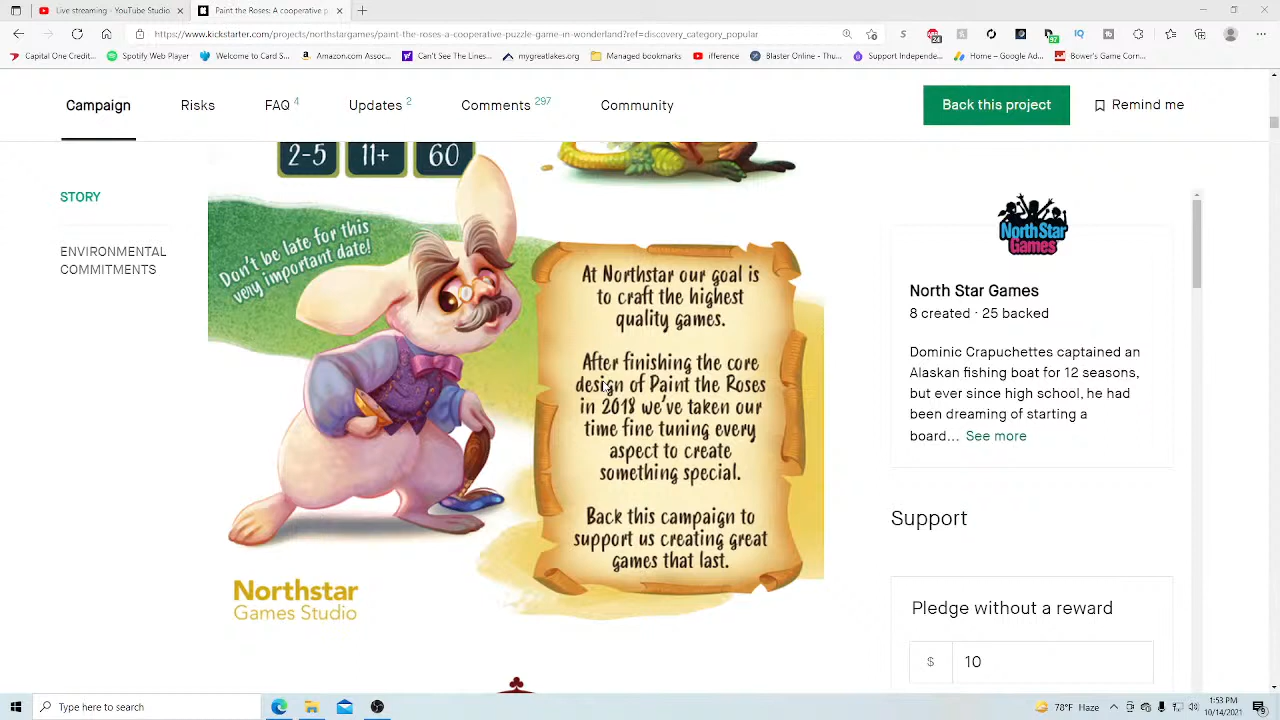 Live streaming - YouTube Studio
Paint the Roses: A cooperative p
https://www.kickstarter.com/projects/northstargames/paint-the-roses-a-cooperative-puzzle-game-in-wonderland?ref=discovery_category_popular
Capital One
Spotify Web Player
Welcome to Ward C...
Can't See The Lines...
mygreatlakes.org
Managed bookmarks
iference
Blaster Online - Thu...
Support Independe...
Home
BookMooch
Bower's Game Com...
Campaign
Risks
FAQ 4
Updates 2
Comments 297
Community
Back this project
Remind me
STORY
ENVIRONMENTAL
COMMITMENTS
2-5
11+
60
Don't be late for this
very important date!
At Northstar our goal is
to craft the highest
quality games.
After finishing the core
design of Paint the Roses
in 2018 we've taken our
time fine tuning every
aspect to create
something special.
Back this campaign to
support us creating great
games that last.
Northstar
Games Studio
North Star
Games
North Star Games
8 created · 25 backed
Dominic Crapuchettes captained an
Alaskan fishing boat for 12 seasons,
but ever since high school, he had
been dreaming of starting a
board... See more
Support
Pledge without a reward
$
10
Type here to search
78°F Haze
1:53 PM
10/14/2021